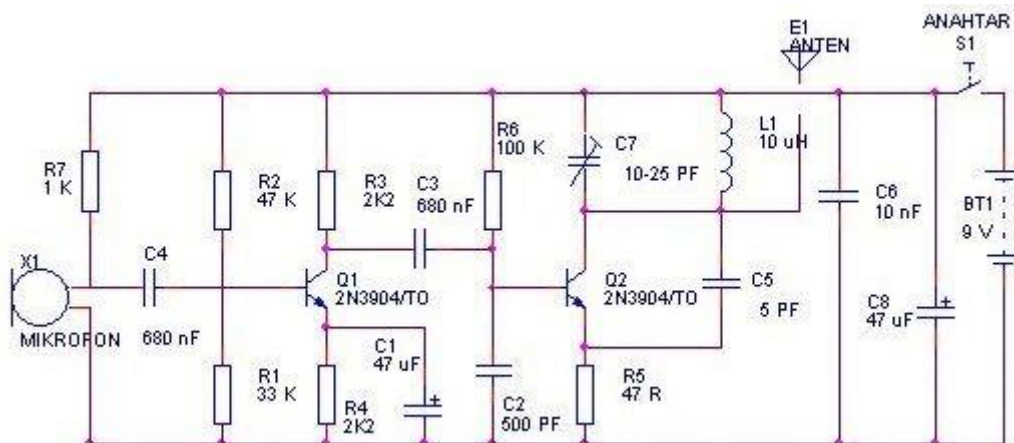 E1
ANTEN
ANAHTAR
S1
R7
1 K
R2
47 K
R3
2K2
C3
680 nF
R6
100 K
C7
10-25 PF
L1
10 uH
C6
10 nF
BT1
9 V
X1
MIKROFON
C4
680 nF
Q1
2N3904/TO
Q2
2N3904/TO
C5
5 PF
C8
47 uF
+
R1
33 K
R4
2K2
C1
47 uF
+
C2
500 PF
R5
47 R